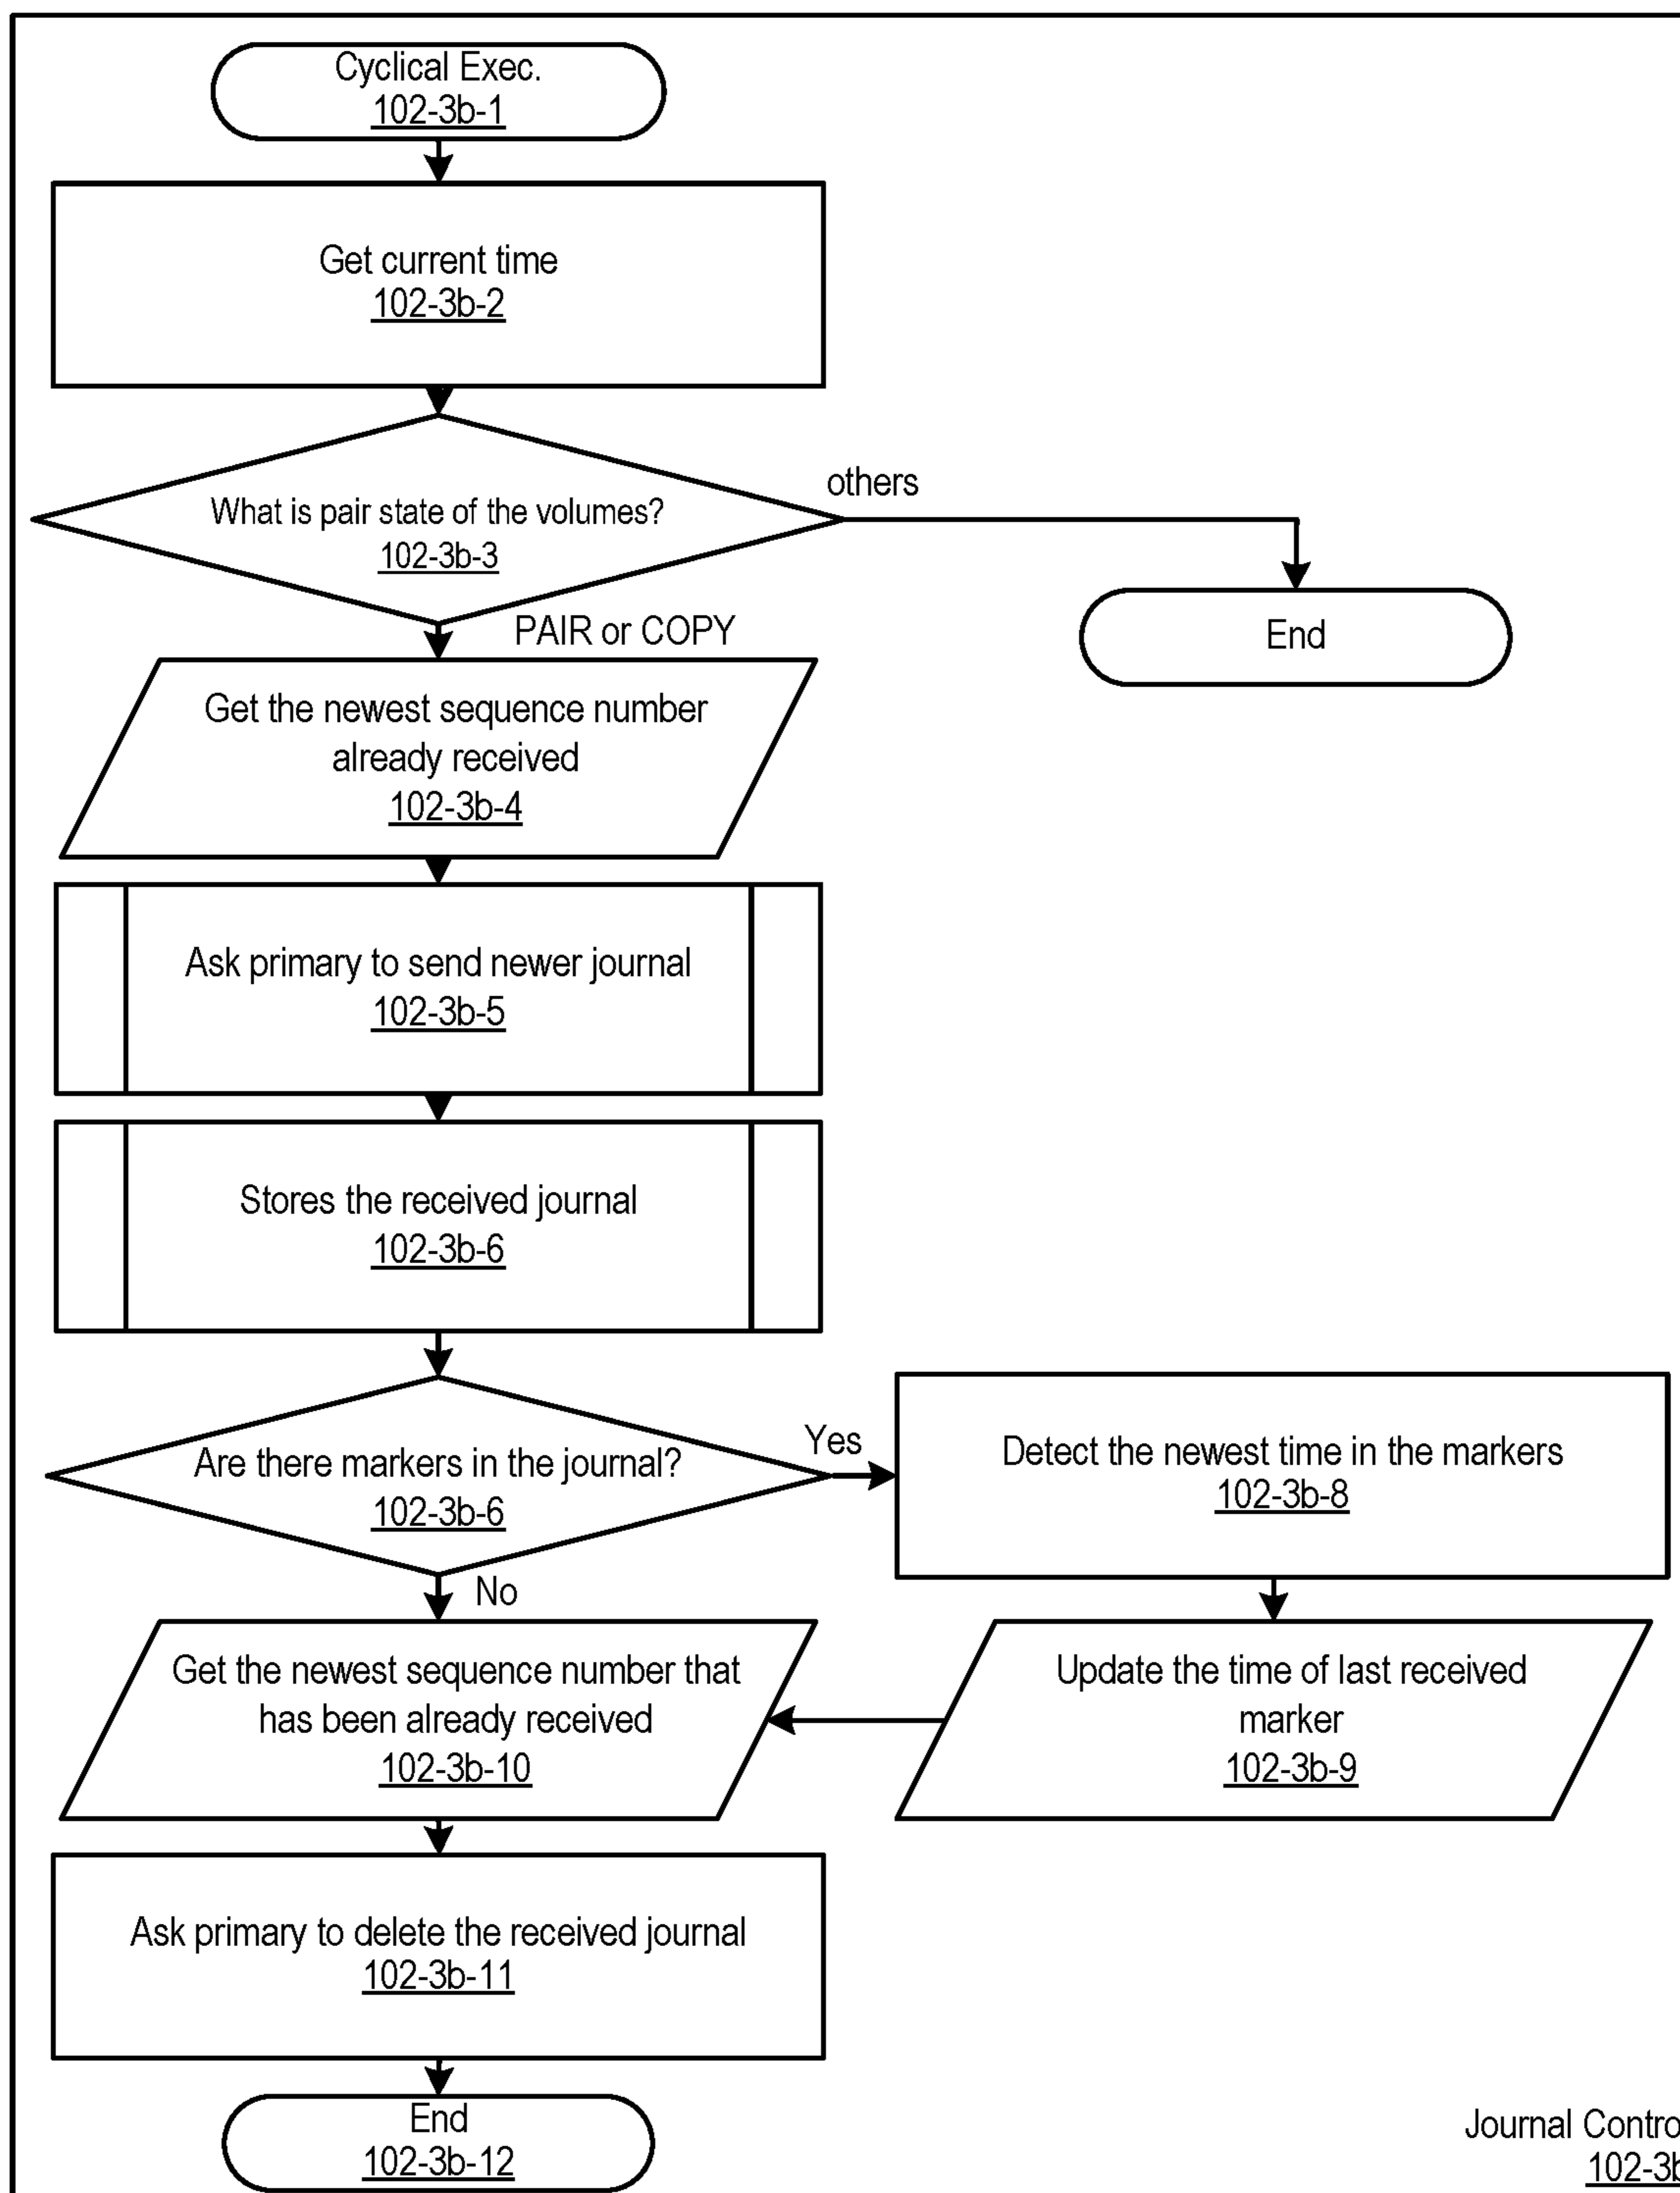 Cyclical Exec.
102-3b-1
Get current time
102-3b-2
What is pair state of the volumes?
102-3b-3
others
End
PAIR or COPY
Get the newest sequence number
already received
102-3b-4
Ask primary to send newer journal
102-3b-5
Stores the received journal
102-3b-6
Are there markers in the journal?
102-3b-6
Yes
Detect the newest time in the markers
102-3b-8
No
Get the newest sequence number that
has been already received
102-3b-10
Update the time of last received
marker
102-3b-9
Ask primary to delete the received journal
102-3b-11
End
102-3b-12
Journal Contro
102-3b